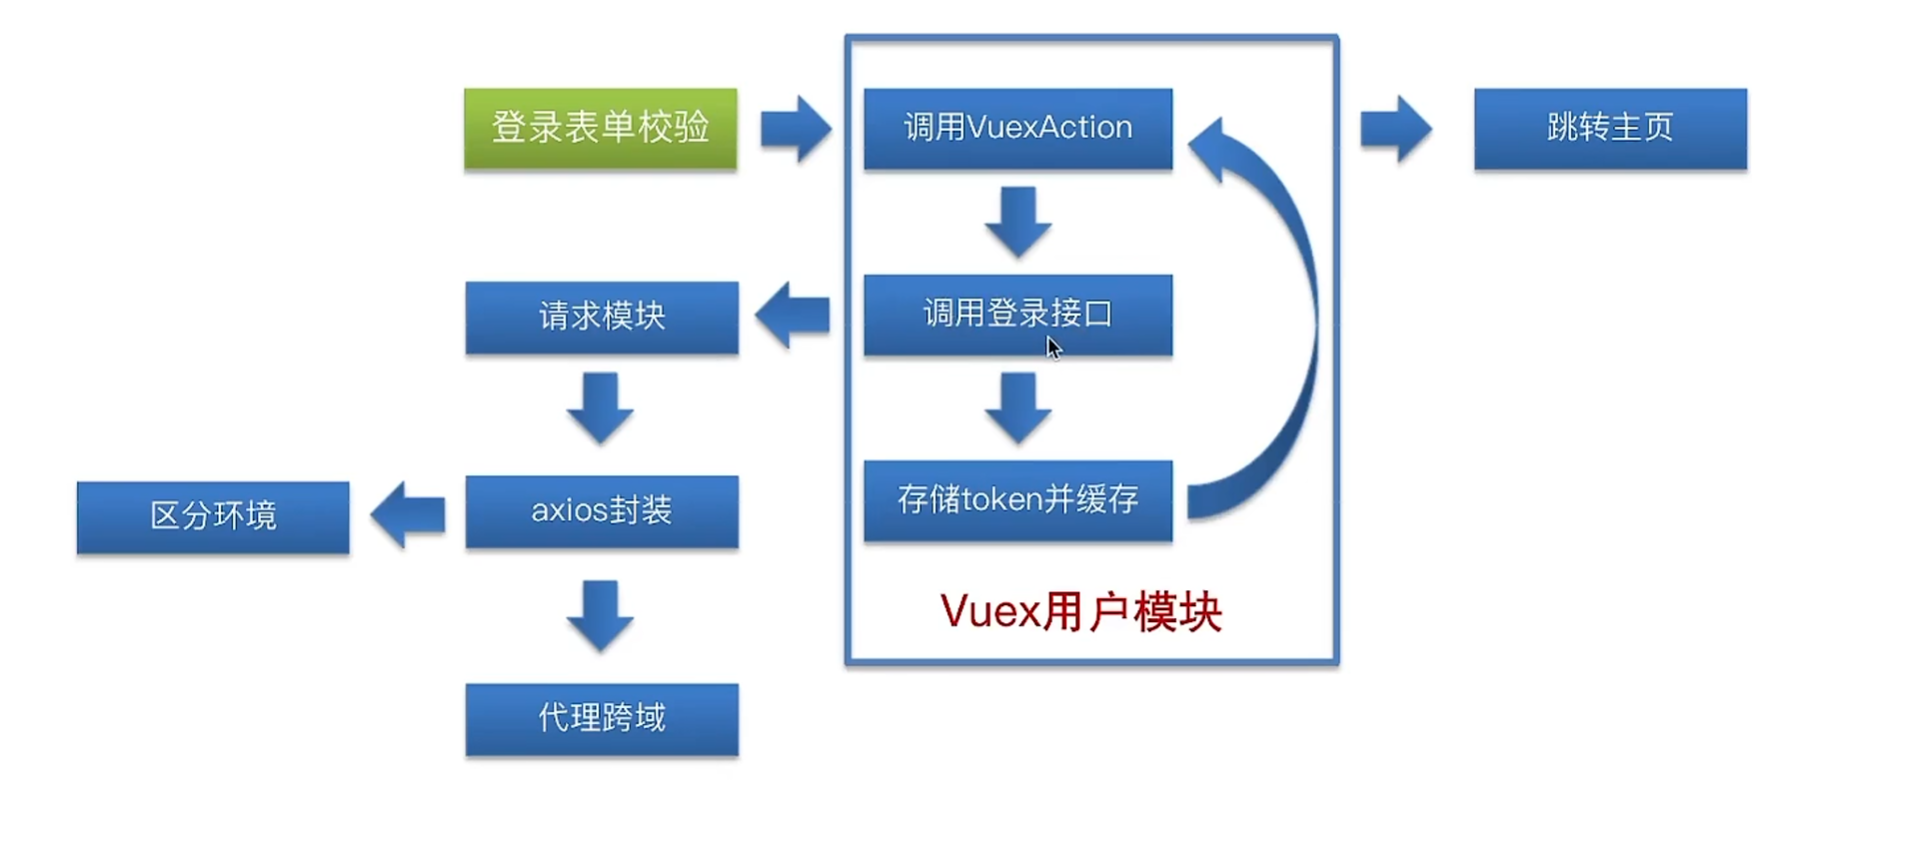 登录表单校验
调用VuexAction
跳转主页
请求模块
调用登录接口
区分环境
axios封装
存储token并缓存
Vuex用户模块
代理跨域